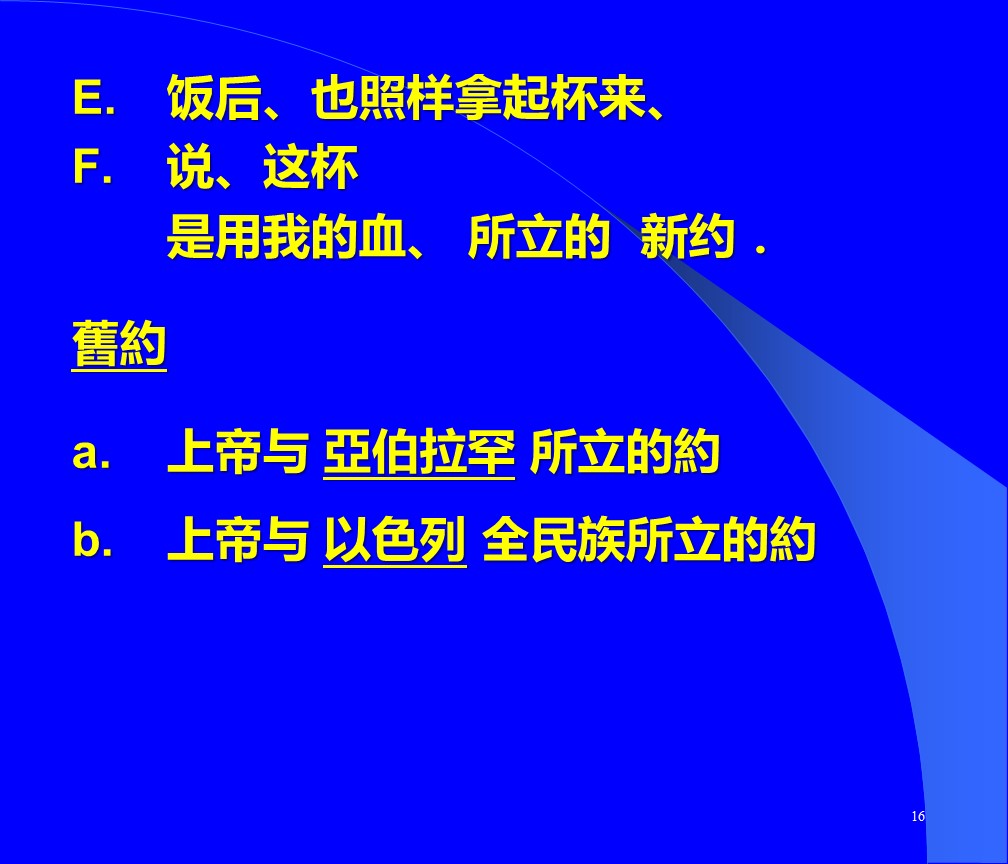 E. 饭后、也照样拿起杯来、
F. 说、这杯
是用我的血、 所立的 新约．
舊約
a. 上帝与 亞伯拉罕 所立的約
b. 上帝与 以色列 全民族所立的約
16